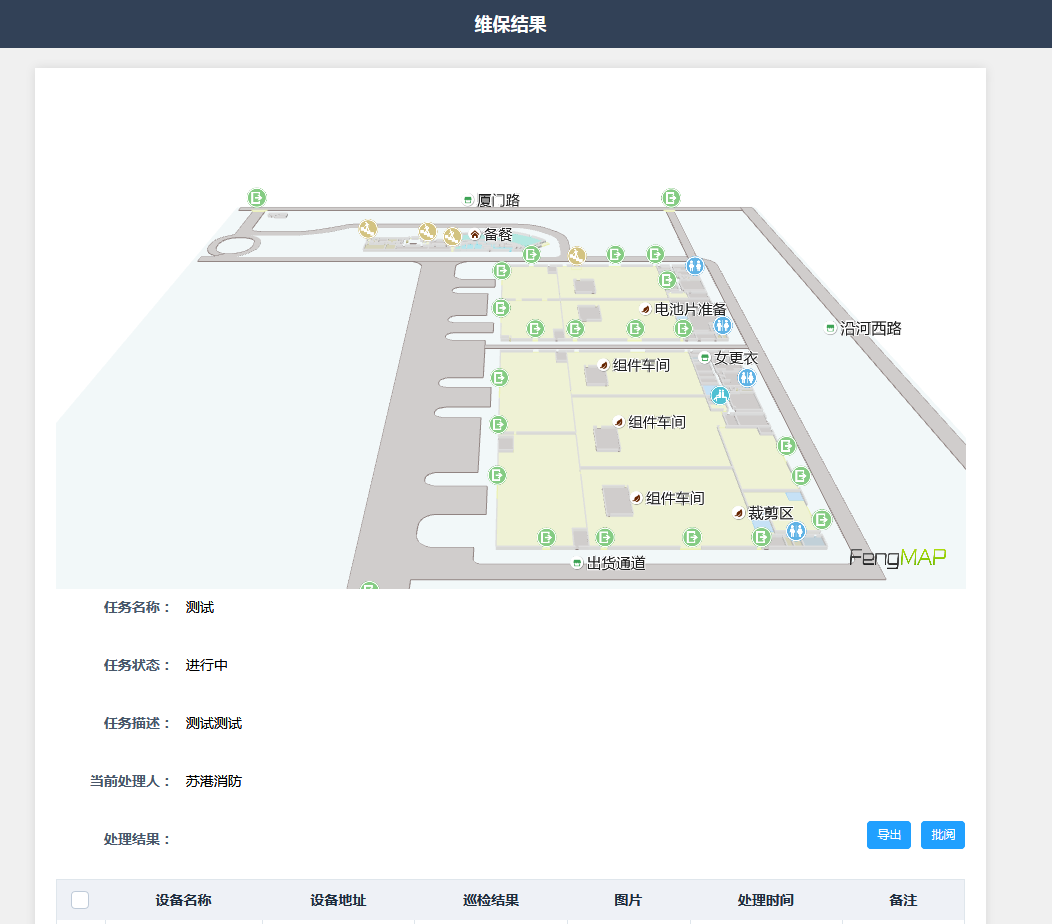 维保结果
厦门路
备餐
电池片准备
沿河西路
女更衣
组件车间
组件车间
组件车间
裁剪区
FengMAP
出货通道
任务名称： 测试
任务状态： 进行中
任务描述： 测试测试
当前处理人： 苏港消防
处理结果： 导出 批阅
设备名称 设备地址 巡检结果 图片 处理时间 备注